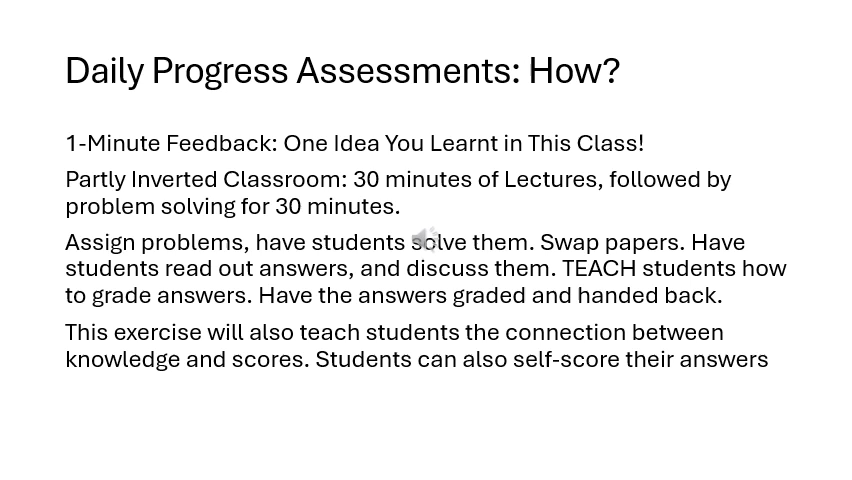 Daily Progress Assessments: How?
1-Minute Feedback: One Idea You Learnt in This Class!
Partly Inverted Classroom: 30 minutes of Lectures, followed by
problem solving for 30 minutes.
Assign problems, have students solve them. Swap papers. Have
students read out answers, and discuss them. TEACH students how
to grade answers. Have the answers graded and handed back.
This exercise will also teach students the connection between
knowledge and scores. Students can also self-score their answers